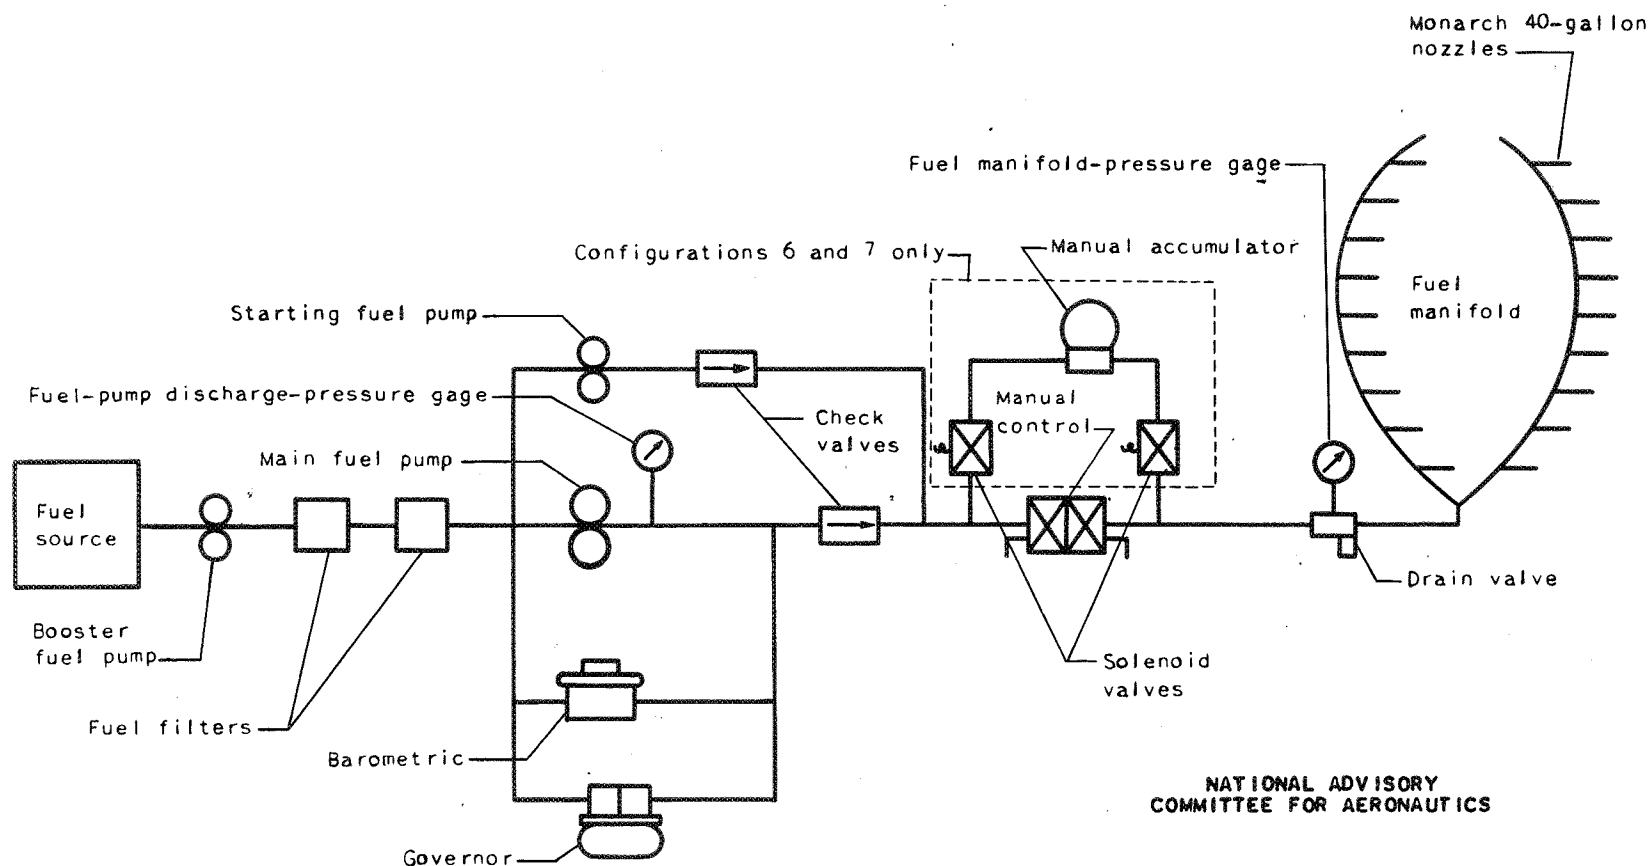 Monarch 40-gallon
nozzles
Fuel manifold-pressure gage
Configurations 6 and 7 only
Manual accumulator
Fuel
manifold
Starting fuel pump
Fuel-pump discharge-pressure gage
Manual
control
Check
valves
Main fuel pump
Fuel
source
Drain valve
Booster
fuel pump
Solenoid
valves
Fuel filters
Barometric
Governor
NATIONAL ADVISORY
COMMITTEE FOR AERONAUTICS